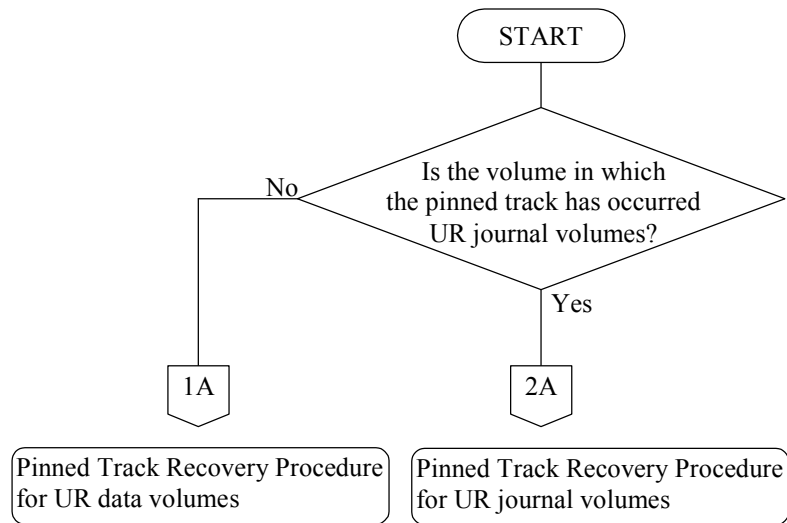 START
Is the volume in which
the pinned track has occurred
UR journal volumes?
No
Yes
1A
2A
Pinned Track Recovery Procedure
for UR data volumes
Pinned Track Recovery Procedure
for UR journal volumes